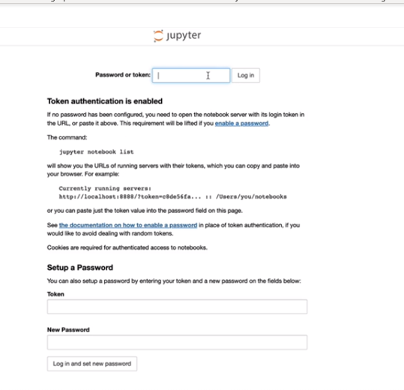 jupyter
Password or token:
Log in
Token authentication is enabled
If no password has been configured, you need to open the notebook server with its login token in
the URL, or paste it above. This requirement will be lifted if you enable a password.
The command:
jupyter notebook list
will show you the URLs of running servers with their tokens, which you can copy and paste into
your browser. For example:
Currently running servers:
http://localhost:8888/?token=c8de56fa... :: /Users/you/notebooks
or you can paste just the token value into the password field on this page.
See the documentation on how to enable a password in place of token authentication, if you
would like to avoid dealing with random tokens.
Cookies are required for authenticated access to notebooks.
Setup a Password
You can also setup a password by entering your token and a new password on the fields below:
Token
New Password
Log in and set new password